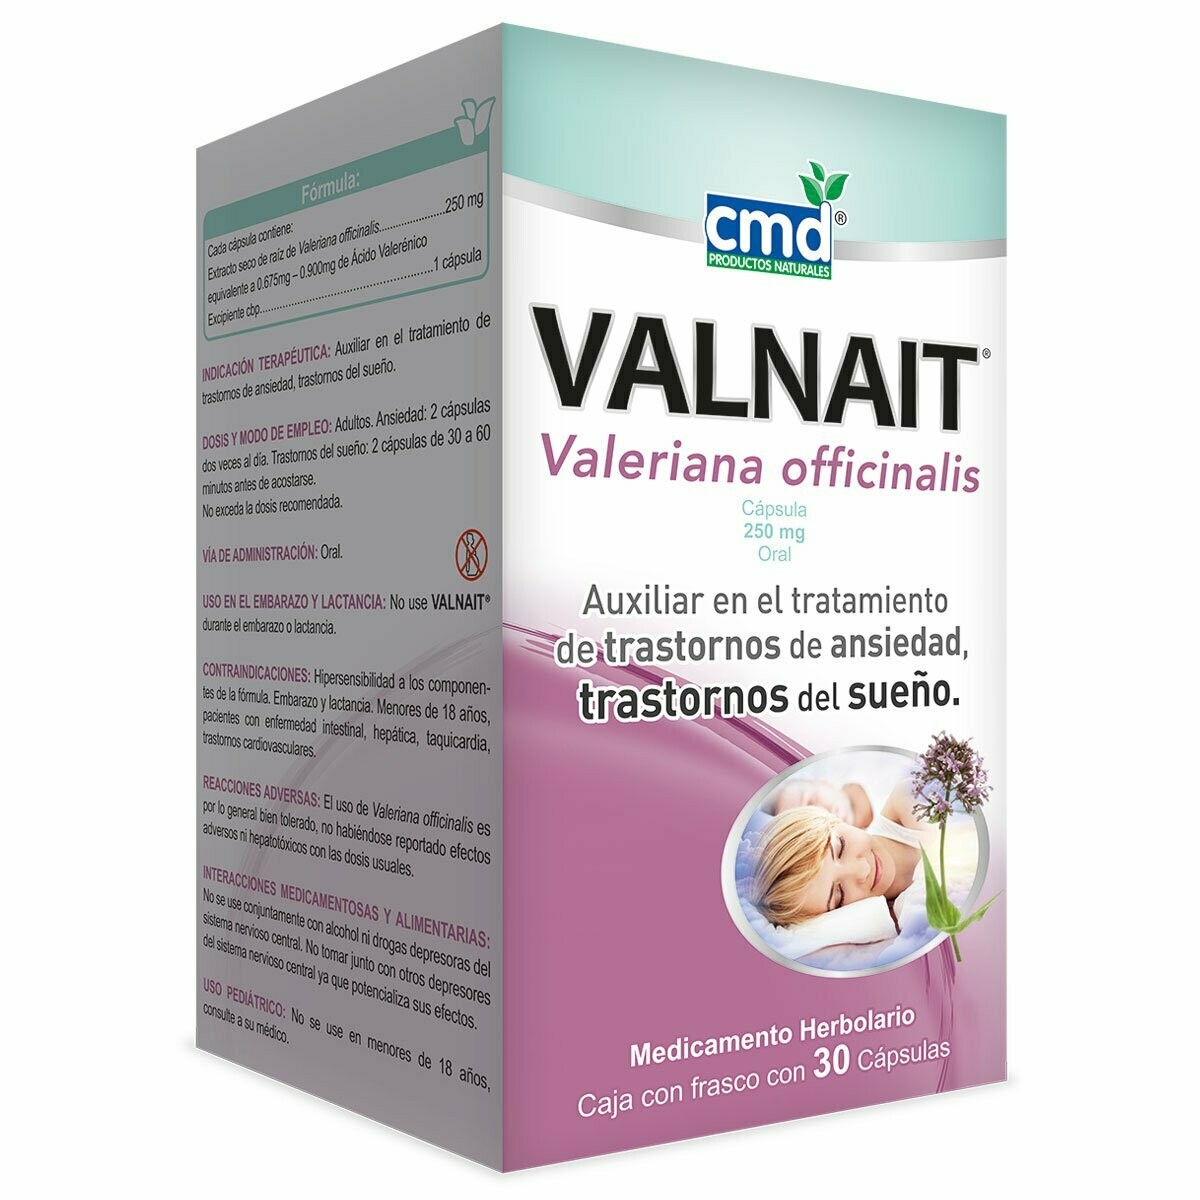 Fórmula:
Cada cápsula contiene:
Extracto seco de raíz de Valeriana officinalis....................250 mg
equivalente a 0.675mg – 0.900mg de Ácido Valerénico
Excipiente cbp..............................................1 cápsula
INDICACIÓN TERAPÉUTICA: Auxiliar en el tratamiento de
trastornos de ansiedad, trastornos del sueño.
DOSIS Y MODO DE EMPLEO: Adultos. Ansiedad: 2 cápsulas
dos veces al día. Trastornos del sueño: 2 cápsulas de 30 a 60
minutos antes de acostarse.
No exceda la dosis recomendada.
VÍA DE ADMINISTRACIÓN: Oral.
USO EN EL EMBARAZO Y LACTANCIA: No use VALNAIT®
durante el embarazo o lactancia.
CONTRAINDICACIONES: Hipersensibilidad a los componen-
tes de la fórmula. Embarazo y lactancia. Menores de 18 años,
pacientes con enfermedad intestinal, hepática, taquicardia,
trastornos cardiovasculares.
REACCIONES ADVERSAS: El uso de Valeriana officinalis es
por lo general bien tolerado, no habiéndose reportado efectos
adversos ni hepatotóxicos con las dosis usuales.
INTERACCIONES MEDICAMENTOSAS Y ALIMENTARIAS:
No se use conjuntamente con alcohol ni drogas depresoras del
sistema nervioso central. No tomar junto con otros depresores
del sistema nervioso central ya que potencializa sus efectos.
USO PEDIÁTRICO: No se use en menores de 18 años,
consulte a su médico.
cmd®
PRODUCTOS NATURALES
VALNAIT®
Valeriana officinalis
Cápsula
250 mg
Oral
Auxiliar en el tratamiento
de trastornos de ansiedad,
trastornos del sueño.
Medicamento Herbolario
Caja con frasco con 30 Cápsulas